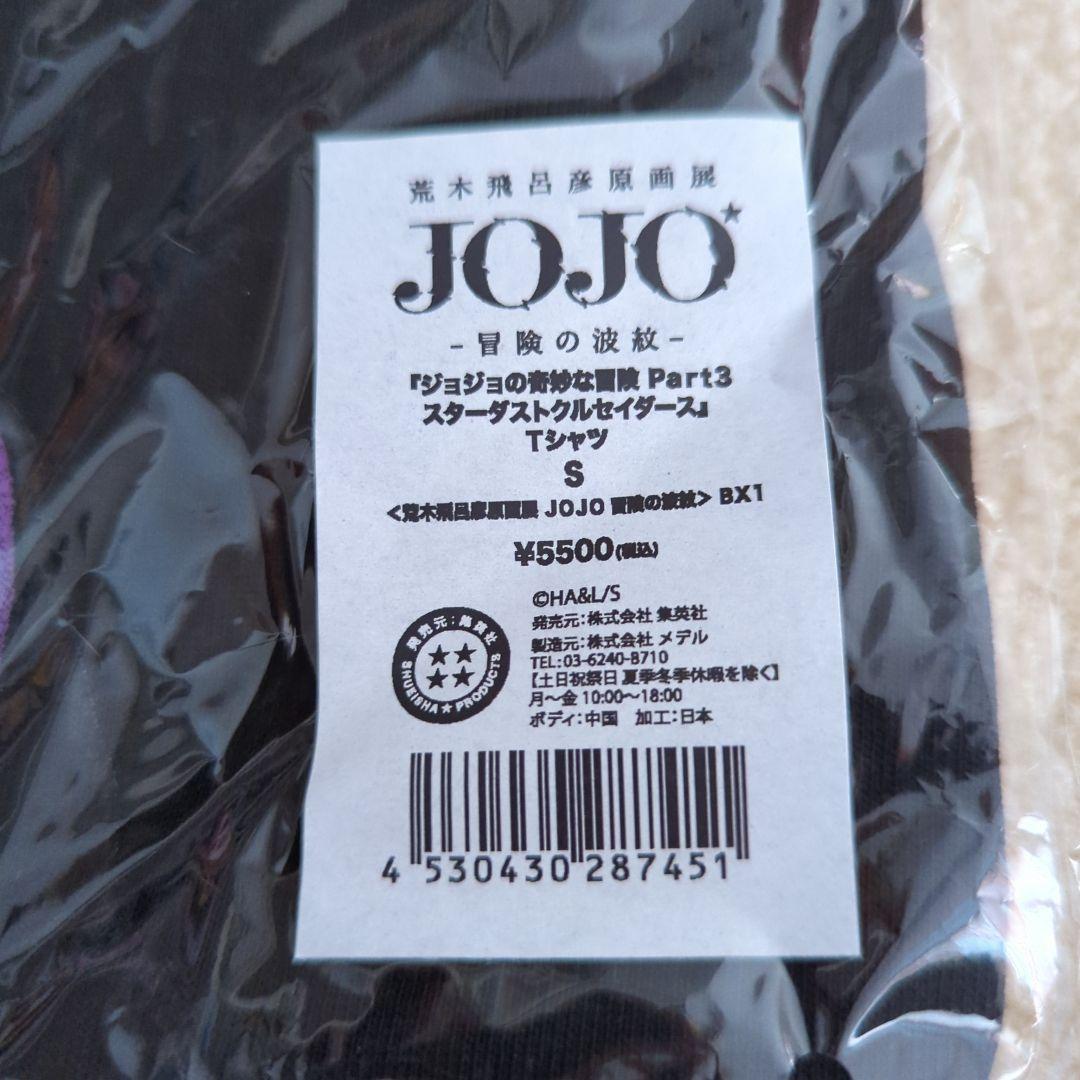 荒木飛呂彦原画展
JOJO
-冒険の波紋-
『ジョジョの奇妙な冒険 Part3
スターダストクルセイダース』
Tシャツ
S
<荒木飛呂彦原画展 JOJO 冒険の波紋> BX1
¥5500(税込)
©HA&L/S
発売元:株式会社 集英社
製造元:株式会社 メデル
TEL:03-6240-8710
【土日祝祭日 夏季冬季休暇を除く】
月〜金 10:00〜18:00
ボディ:中国 加工:日本
発売元:集英社
SHUEISHA★PRODUCTS
4 530430 287451